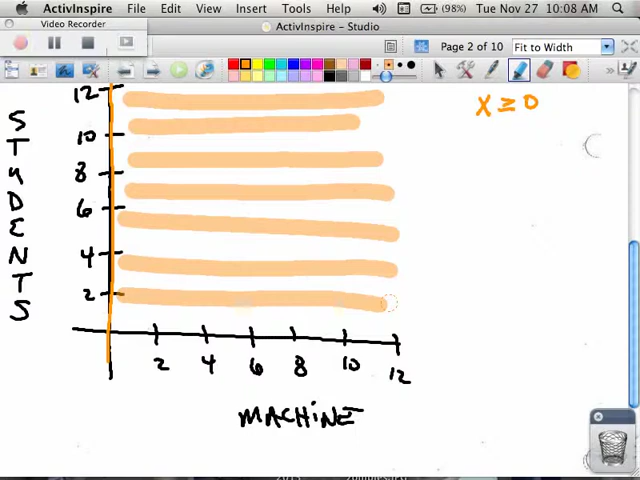 ActivInspire File Edit View Insert Tools Help (98%) Tue Nov 27 10:08 AM
Video Recorder
ActivInspire - Studio
Page 2 of 10 Fit to Width
12
x ≥ 0
10
8
6
4
2
STUDENTS
2 4 6 8 10 12
MACHINE